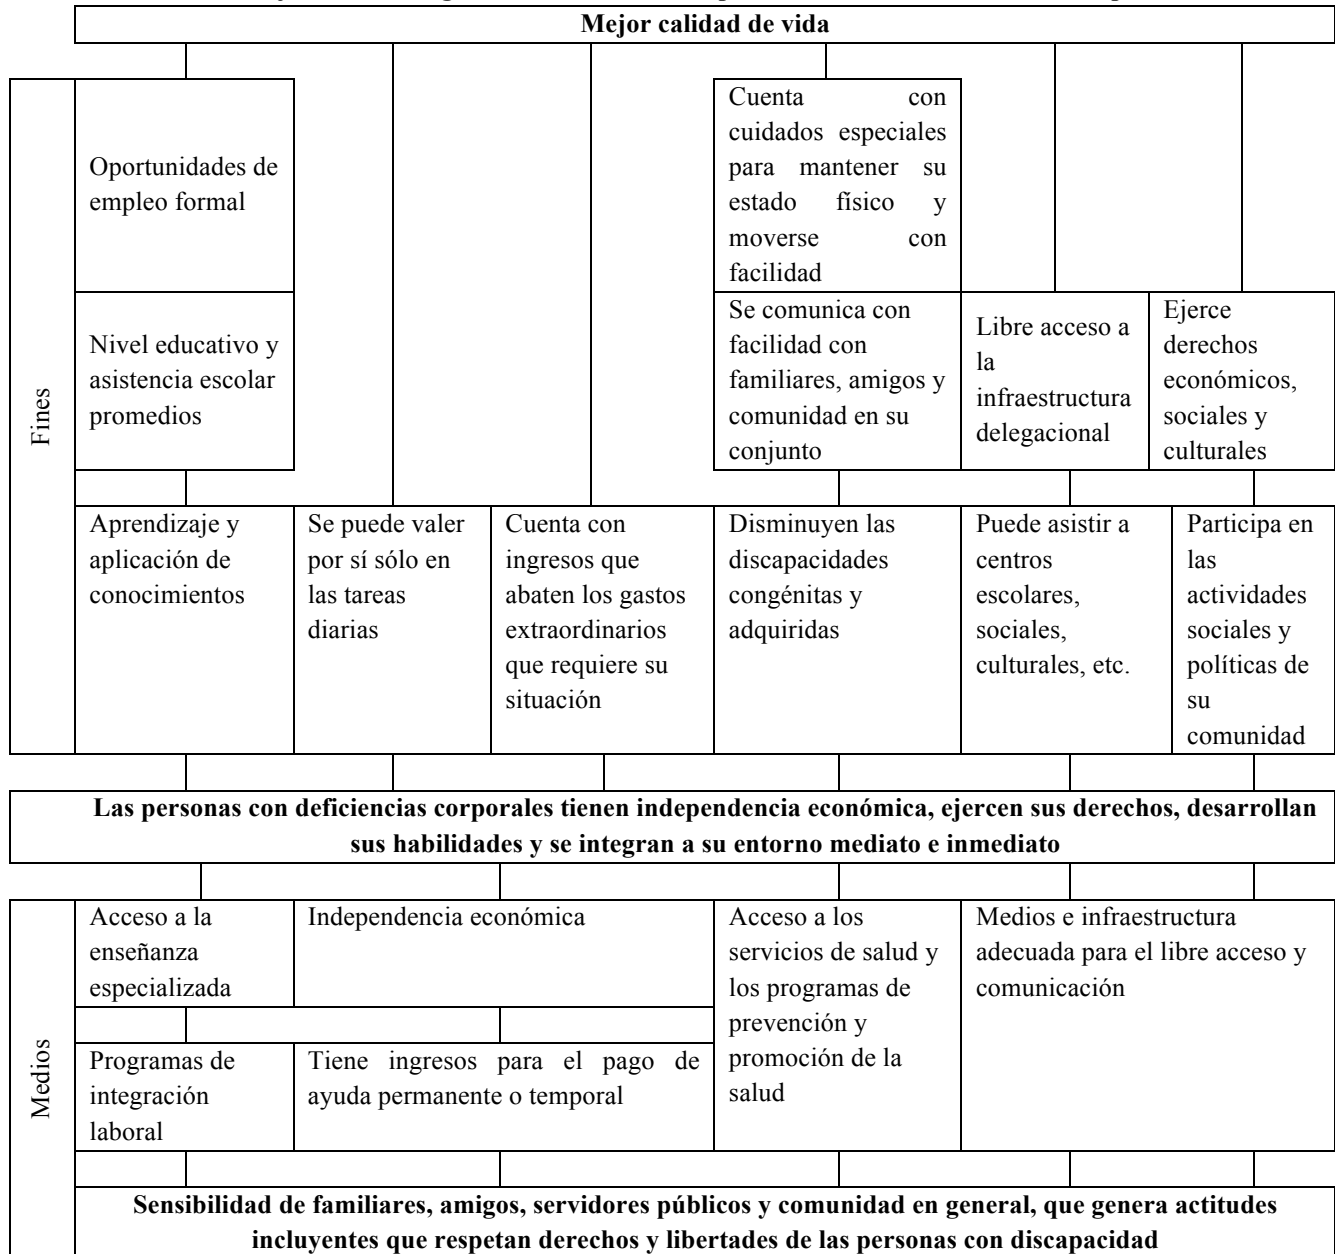 Mejor calidad de vida
Fines
Oportunidades de
empleo formal
Cuenta con
cuidados especiales
para mantener su
estado físico y
moverse con
facilidad
Nivel educativo y
asistencia escolar
promedios
Se comunica con
facilidad con
familiares, amigos y
comunidad en su
conjunto
Libre acceso a
la
infraestructura
delegacional
Ejerce
derechos
económicos,
sociales y
culturales
Aprendizaje y
aplicación de
conocimientos
Se puede valer
por sí sólo en
las tareas
diarias
Cuenta con
ingresos que
abaten los gastos
extraordinarios
que requiere su
situación
Disminuyen las
discapacidades
congénitas y
adquiridas
Puede asistir a
centros
escolares,
sociales,
culturales, etc.
Participa en
las
actividades
sociales y
políticas de
su
comunidad
Las personas con deficiencias corporales tienen independencia económica, ejercen sus derechos, desarrollan
sus habilidades y se integran a su entorno mediato e inmediato
Medios
Acceso a la
enseñanza
especializada
Independencia económica
Acceso a los
servicios de salud y
los programas de
prevención y
promoción de la
salud
Medios e infraestructura
adecuada para el libre acceso y
comunicación
Programas de
integración
laboral
Tiene ingresos para el pago de
ayuda permanente o temporal
Sensibilidad de familiares, amigos, servidores públicos y comunidad en general, que genera actitudes
incluyentes que respetan derechos y libertades de las personas con discapacidad